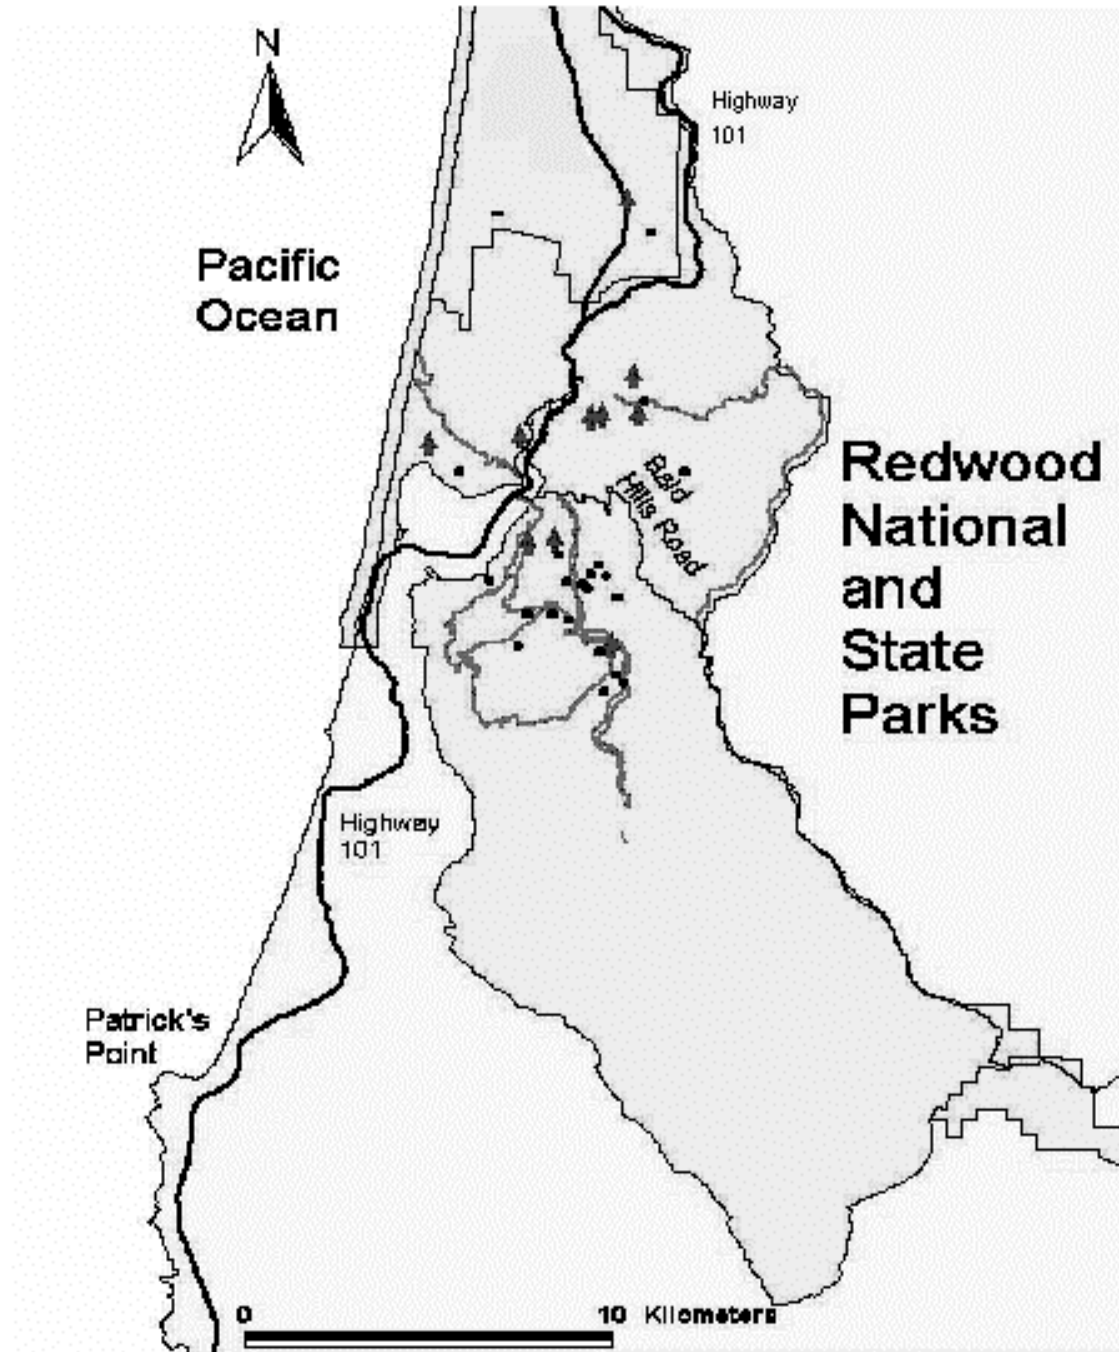 N
Highway
101
Pacific
Ocean
Redwood
National
and
State
Parks
Bald
Hills Road
Highway
101
Patrick's
Point
0 10 Kilometers